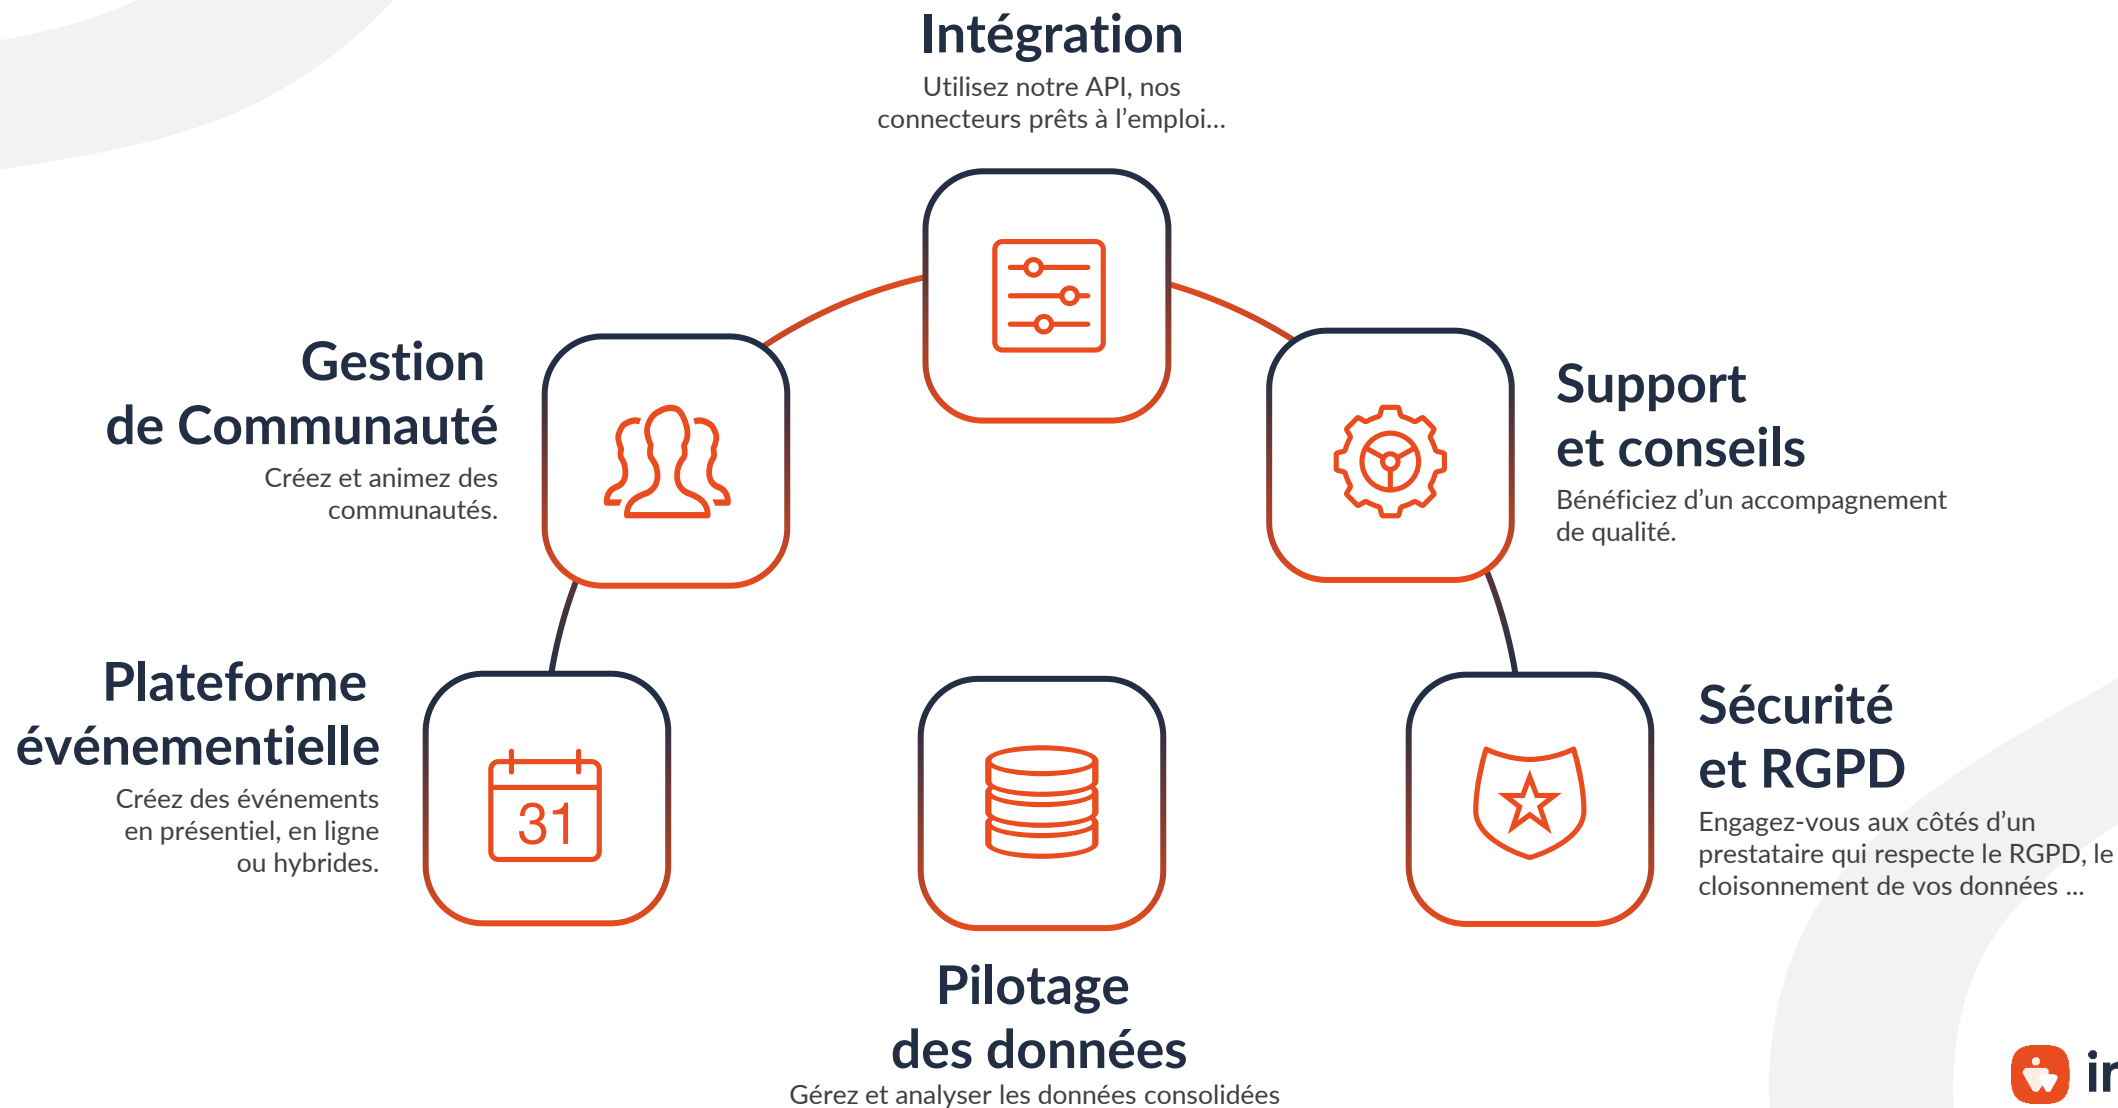 Intégration
Utilisez notre API, nos
connecteurs prêts à l’emploi...
Gestion
de Communauté
Créez et animez des
communautés.
Support
et conseils
Bénéficiez d’un accompagnement
de qualité.
Plateforme
événementielle
Créez des événements
en présentiel, en ligne
ou hybrides.
31
Sécurité
et RGPD
Engagez-vous aux côtés d’un
prestataire qui respecte le RGPD, le
cloisonnement de vos données ...
Pilotage
des données
Gérez et analyser les données consolidées